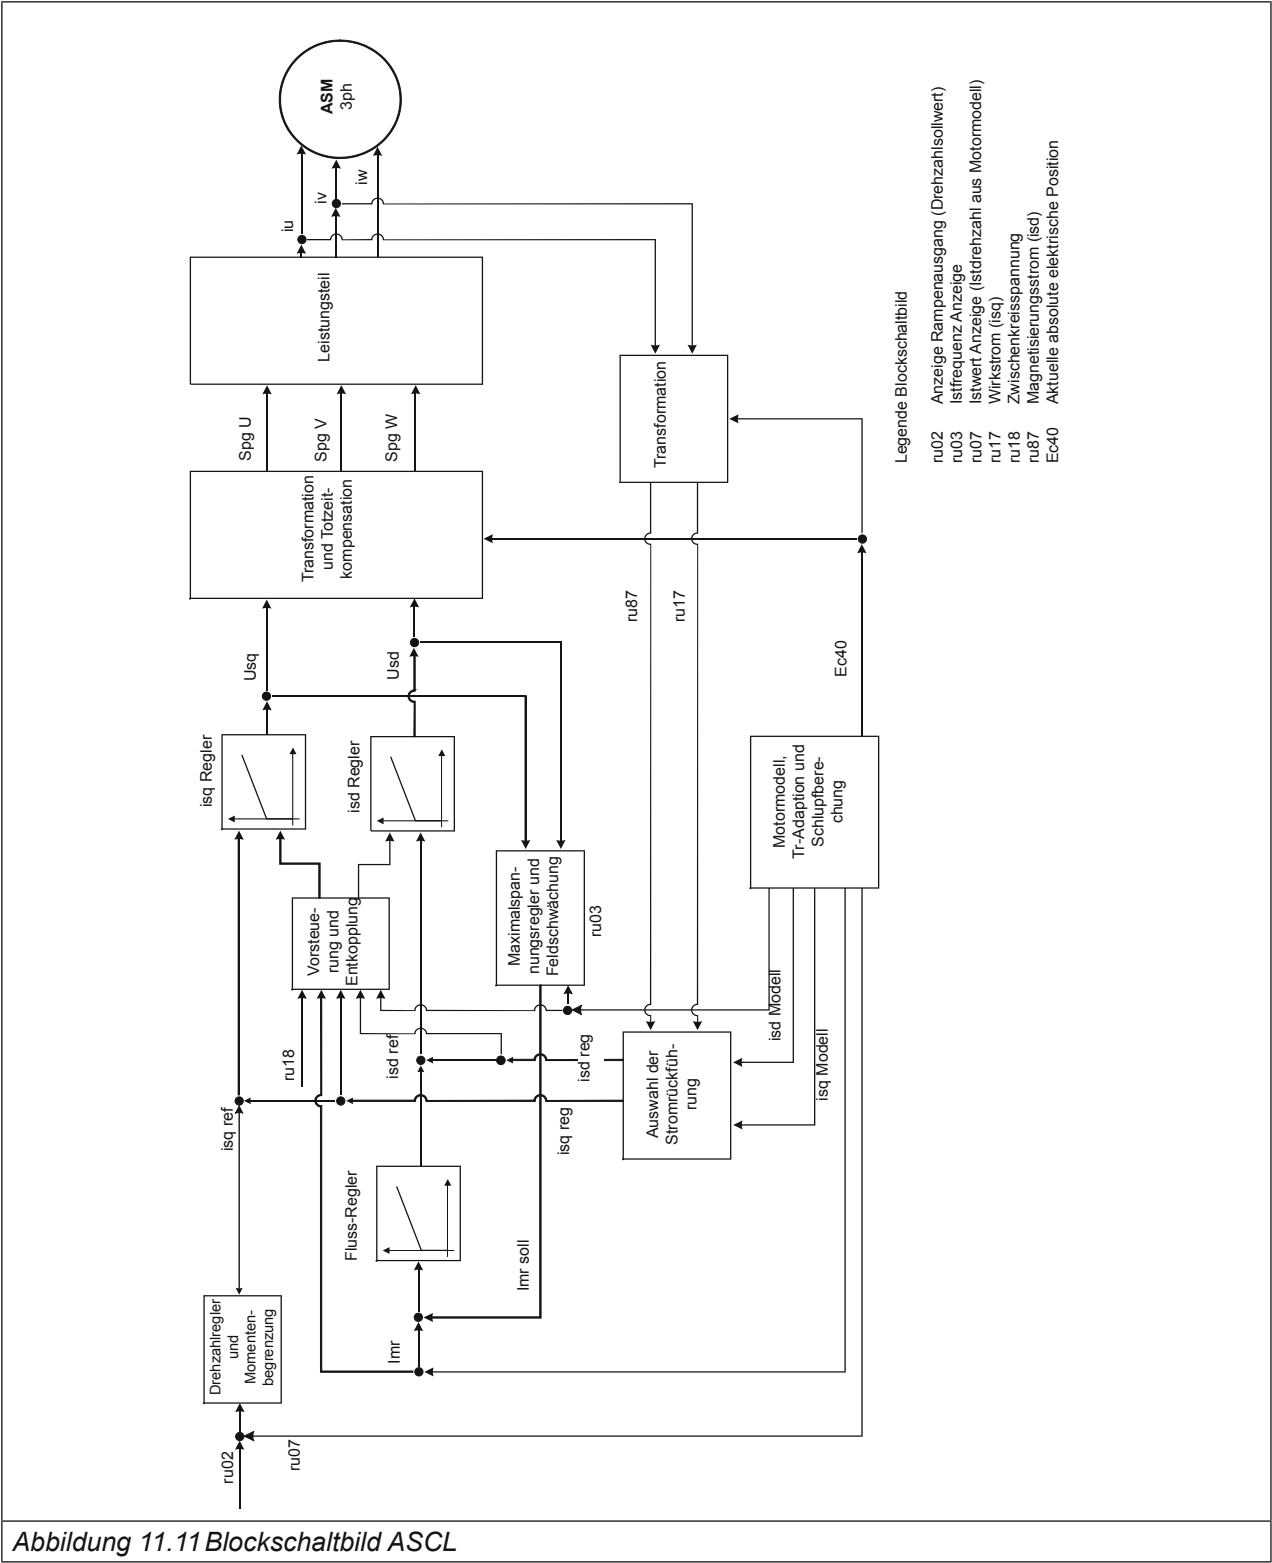 ASM
3ph
iu
iv
iw
Leistungsteil
Spg U
Spg V
Spg W
Transformation
und Totzeit-
kompensation
Transformation
Usq
Usd
ru87
ru17
Ec40
isq Regler
isd Regler
Vorsteue-
rung und
Entkopplung
Maximalspan-
nungsregler und
Feldschwächung
ru03
Motormodell,
Tr-Adaption und
Schlupfbere-
chung
ru18
isd ref
isq ref
isd reg
isq reg
Auswahl der
Stromrückfüh-
rung
isd Modell
isq Modell
Fluss-Regler
Imr soll
Imr
Drehzahlregler
und
Momenten-
begrenzung
ru02
ru07
Legende Blockschaltbild
ru02 Anzeige Rampenausgang (Drehzahlsollwert)
ru03 Istfrequenz Anzeige
ru07 Istwert Anzeige (Istdrehzahl aus Motormodell)
ru17 Wirkstrom (isq)
ru18 Zwischenkreisspannung
ru87 Magnetisierungsstrom (isd)
Ec40 Aktuelle absolute elektrische Position
Abbildung 11.11 Blockschaltbild ASCL